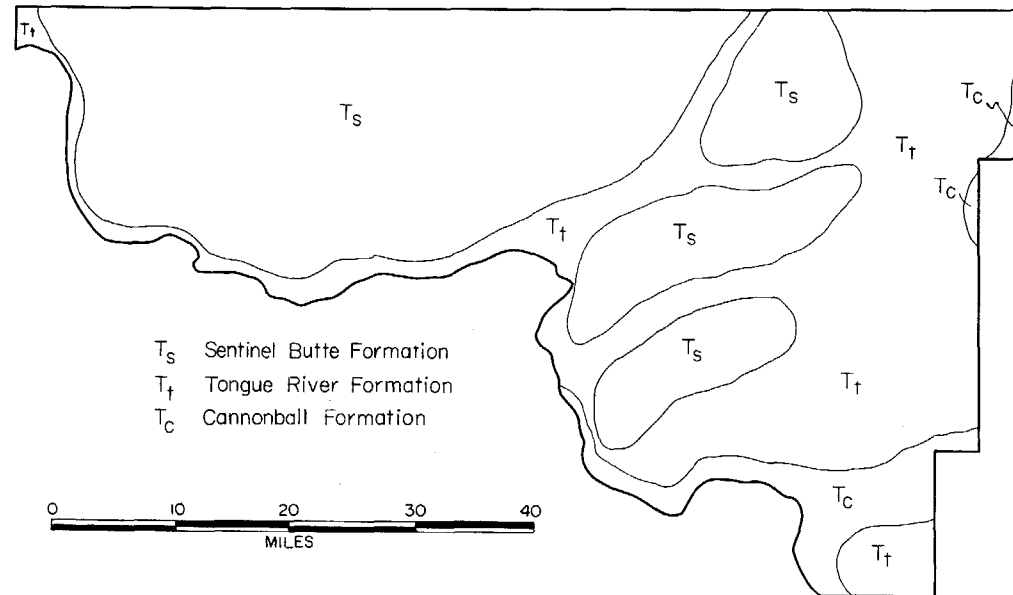 Tt
Ts
Ts
Tc
Tt
Tc
Tt
Ts
Ts
Ts Sentinel Butte Formation
Tt Tongue River Formation
Tc Cannonball Formation
Tt
Tc
0 10 20 30 40
MILES
Tt